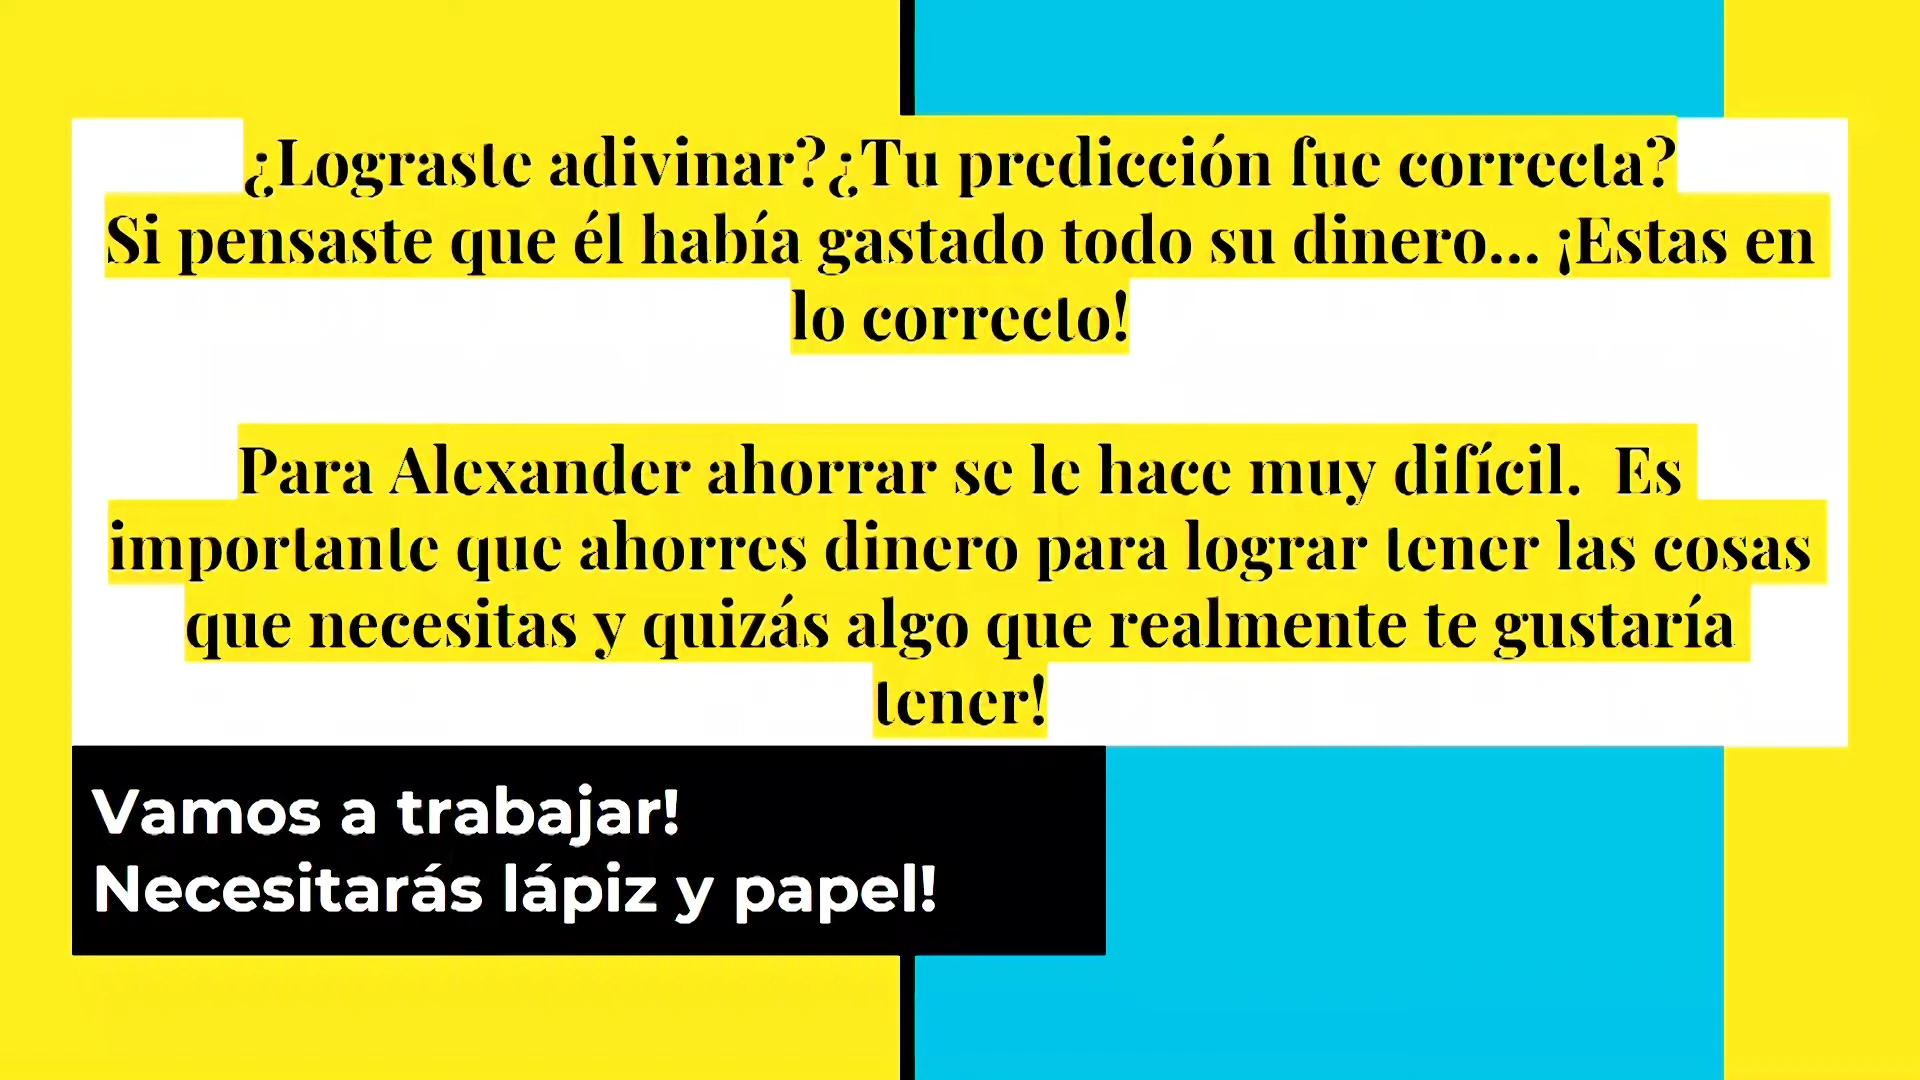 ¿Lograste adivinar?¿Tu predicción fue correcta?
Si pensaste que él había gastado todo su dinero... ¡Estas en
lo correcto!
Para Alexander ahorrar se le hace muy difícil.  Es
importante que ahorres dinero para lograr tener las cosas
que necesitas y quizás algo que realmente te gustaría
tener!
Vamos a trabajar!
Necesitarás lápiz y papel!